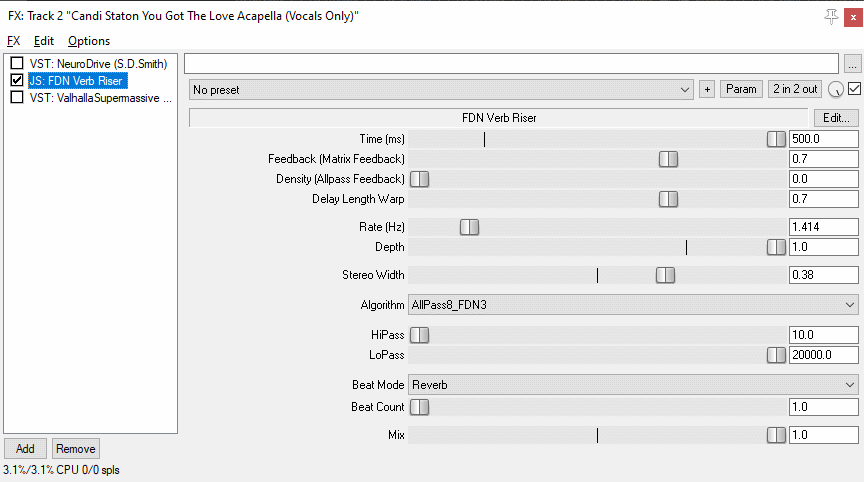 FX: Track 2 "Candi Staton You Got The Love Acapella (Vocals Only)"
x
FX Edit Options
VST: NeuroDrive (S.D.Smith)
JS: FDN Verb Riser
VST: ValhallaSupermassive ...
...
No preset + Param 2 in 2 out
FDN Verb Riser Edit...
Time (ms) 500.0
Feedback (Matrix Feedback) 0.7
Density (Allpass Feedback) 0.0
Delay Length Warp 0.7
Rate (Hz) 1.414
Depth 1.0
Stereo Width 0.38
Algorithm AllPass8_FDN3
HiPass 10.0
LoPass 20000.0
Beat Mode Reverb
Beat Count 1.0
Mix 1.0
Add Remove
3.1%/3.1% CPU 0/0 spls